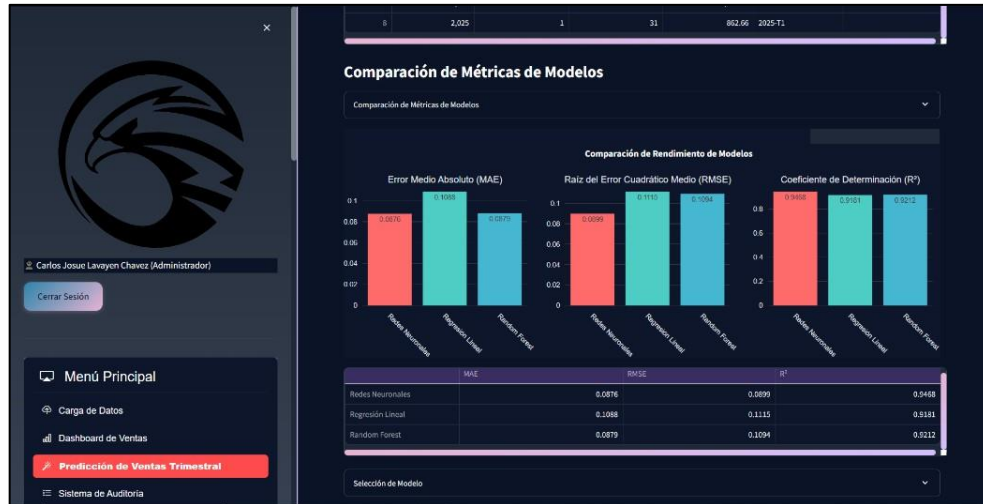 ×
Carlos Josue Lavayen Chavez (Administrador)
Cerrar Sesión
Menú Principal
Carga de Datos
Dashboard de Ventas
Predicción de Ventas Trimestral
Sistema de Auditoria
8 2,025 1 31 862.66 2025-T1
Comparación de Métricas de Modelos
Comparación de Métricas de Modelos
Comparación de Rendimiento de Modelos
Error Medio Absoluto (MAE)
0.1
0.08
0.06
0.04
0.02
0
0.0876
0.1088
0.0879
Redes Neuronales
Regresión Lineal
Random Forest
Raíz del Error Cuadrático Medio (RMSE)
0.1
0.08
0.06
0.04
0.02
0
0.0899
0.1115
0.1094
Redes Neuronales
Regresión Lineal
Random Forest
Coeficiente de Determinación (R²)
0.8
0.6
0.4
0.2
0
0.9468
0.9181
0.9212
Redes Neuronales
Regresión Lineal
Random Forest
MAE RMSE R²
Redes Neuronales 0.0876 0.0899 0.9468
Regresión Lineal 0.1088 0.1115 0.9181
Random Forest 0.0879 0.1094 0.9212
Selección de Modelo